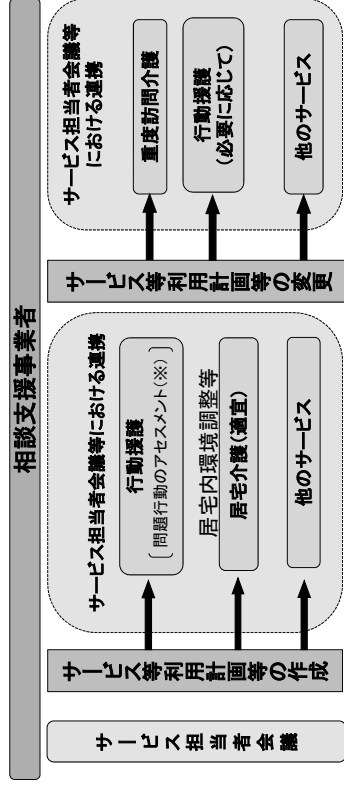 相談支援事業者
サービス担当者会議
サービス等利用計画等の作成
サービス担当者会議等における連携
行動援護
[問題行動のアセスメント(※)]
居宅内環境調整等
居宅介護(適宜)
他のサービス
サービス等利用計画等の変更
サービス担当者会議等
における連携
重度訪問介護
行動援護
(必要に応じて)
他のサービス